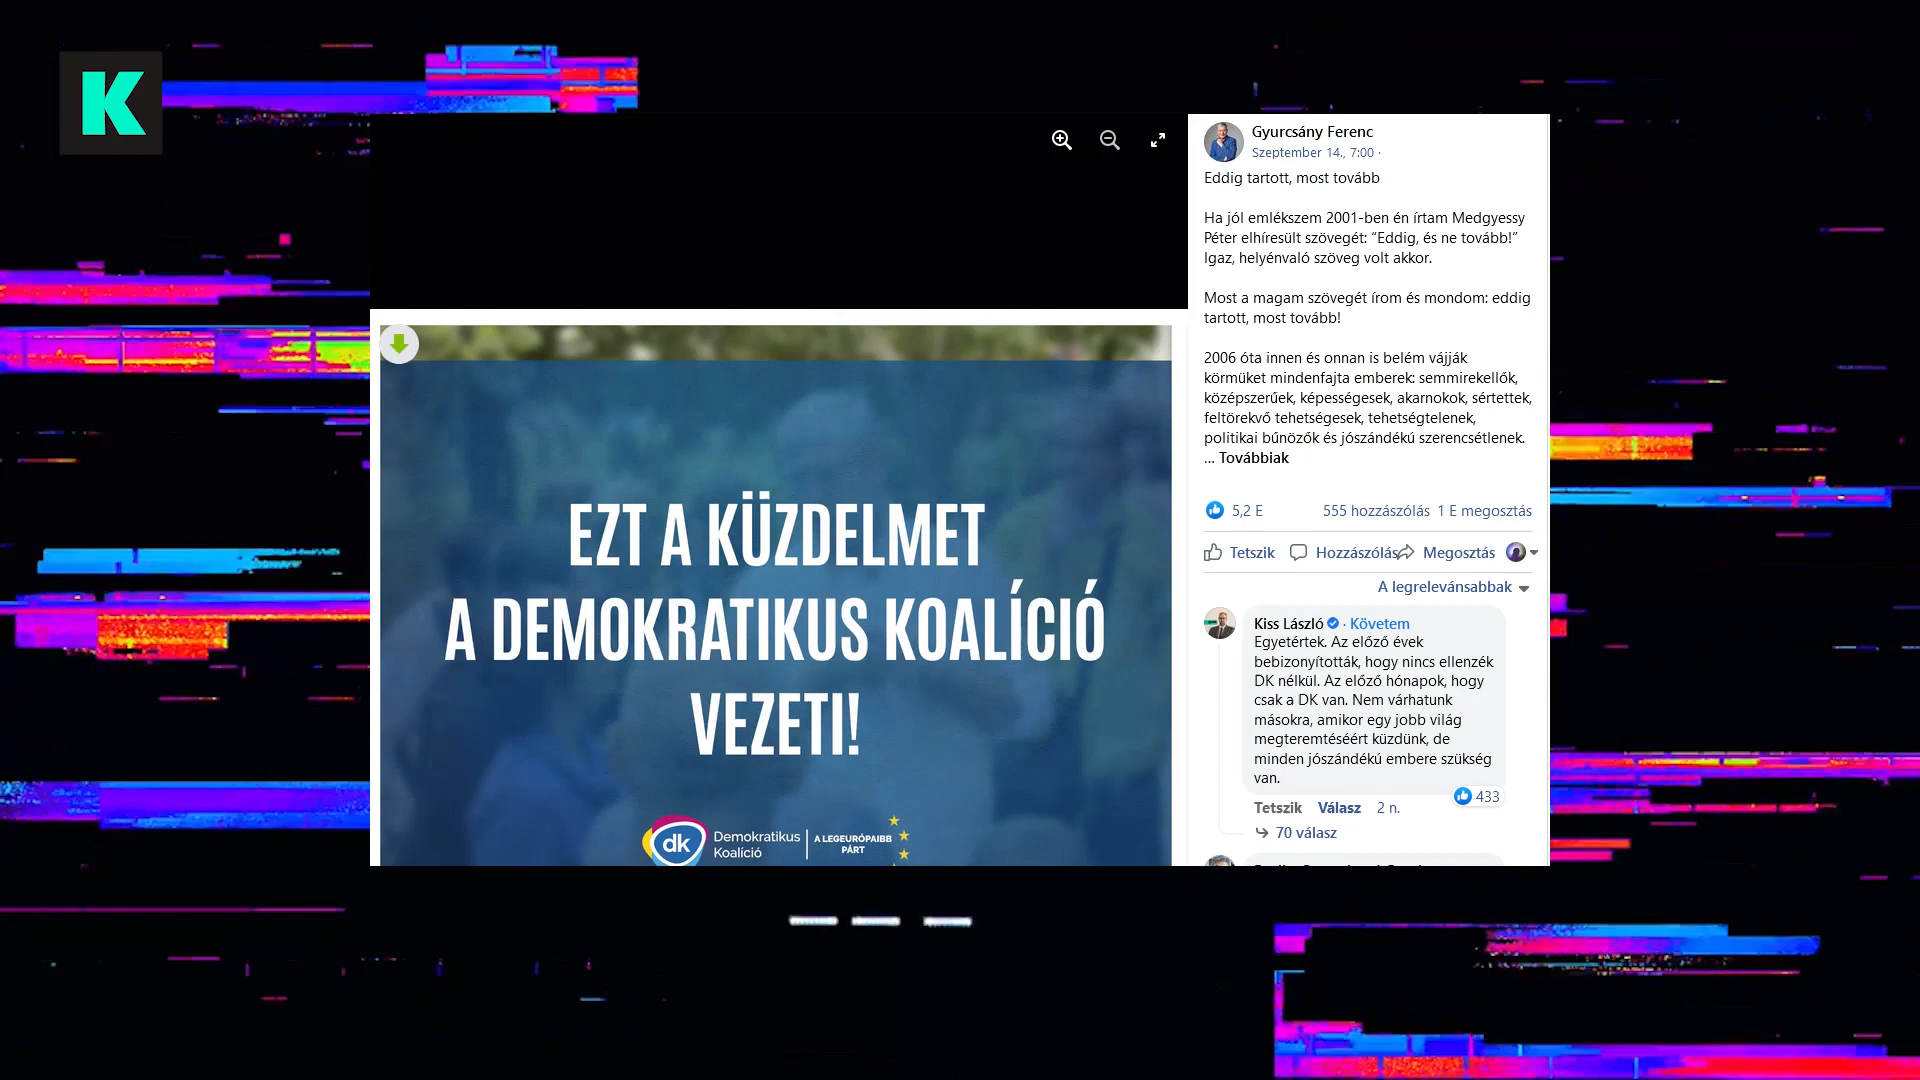 K
Gyurcsány Ferenc
Szeptember 14., 7:00 ·
Eddig tartott, most tovább
Ha jól emlékszem 2001-ben én írtam Medgyessy
Péter elhíresült szövegét: “Eddig, és ne tovább!”
Igaz, helyénvaló szöveg volt akkor.
Most a magam szövegét írom és mondom: eddig
tartott, most tovább!
2006 óta innen és onnan is belém vájják
körmüket mindenfajta emberek: semmirekellők,
középszerűek, képességesek, akarnokok, sértettek,
feltörekvő tehetségesek, tehetségtelenek,
politikai bűnözők és jószándékú szerencsétlenek.
... Továbbiak
5,2 E 555 hozzászólás 1 E megosztás
Tetszik Hozzászólás Megosztás
A legrelevánsabbak
Kiss László · Követem
Egyetértek. Az előző évek
bebizonyították, hogy nincs ellenzék
DK nélkül. Az előző hónapok, hogy
csak a DK van. Nem várhatunk
másokra, amikor egy jobb világ
megteremtéséért küzdünk, de
minden jószándékú embere szükség
van.
433
Tetszik Válasz 2 n.
70 válasz
EZT A KÜZDELMET
A DEMOKRATIKUS KOALÍCIÓ
VEZETI!
dk
Demokratikus
Koalíció
A LEGEURÓPAIBB
PÁRT